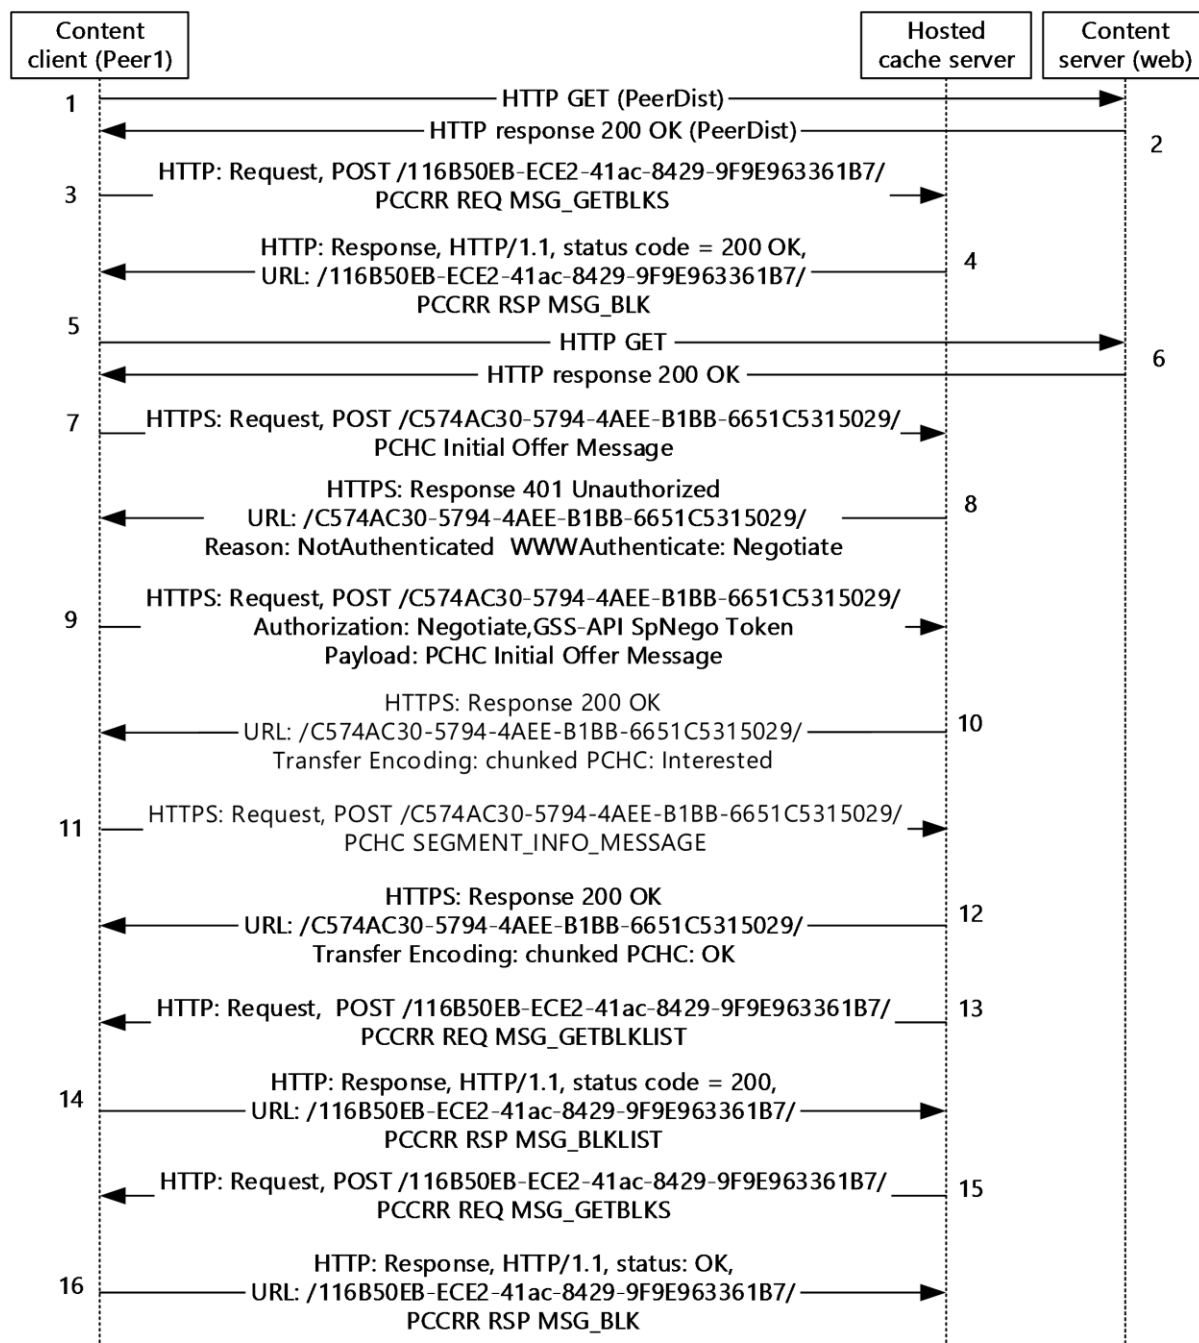 Content
client (Peer1)
Hosted
cache server
Content
server (web)
1
HTTP GET (PeerDist)
HTTP response 200 OK (PeerDist)
2
HTTP: Request, POST /116B50EB-ECE2-41ac-8429-9F9E963361B7/
3
PCCRR REQ MSG_GETBLKS
HTTP: Response, HTTP/1.1, status code = 200 OK,
4
URL: /116B50EB-ECE2-41ac-8429-9F9E963361B7/
PCCRR RSP MSG_BLK
5
HTTP GET
6
HTTP response 200 OK
7
HTTPS: Request, POST /C574AC30-5794-4AEE-B1BB-6651C5315029/
PCHC Initial Offer Message
HTTPS: Response 401 Unauthorized
8
URL: /C574AC30-5794-4AEE-B1BB-6651C5315029/
Reason: NotAuthenticated  WWWAuthenticate: Negotiate
HTTPS: Request, POST /C574AC30-5794-4AEE-B1BB-6651C5315029/
9
Authorization: Negotiate,GSS-API SpNego Token
Payload: PCHC Initial Offer Message
HTTPS: Response 200 OK
10
URL: /C574AC30-5794-4AEE-B1BB-6651C5315029/
Transfer Encoding: chunked PCHC: Interested
HTTPS: Request, POST /C574AC30-5794-4AEE-B1BB-6651C5315029/
11
PCHC SEGMENT_INFO_MESSAGE
HTTPS: Response 200 OK
12
URL: /C574AC30-5794-4AEE-B1BB-6651C5315029/
Transfer Encoding: chunked PCHC: OK
HTTP: Request,  POST /116B50EB-ECE2-41ac-8429-9F9E963361B7/
13
PCCRR REQ MSG_GETBLKLIST
HTTP: Response, HTTP/1.1, status code = 200,
14
URL: /116B50EB-ECE2-41ac-8429-9F9E963361B7/
PCCRR RSP MSG_BLKLIST
HTTP: Request, POST /116B50EB-ECE2-41ac-8429-9F9E963361B7/
15
PCCRR REQ MSG_GETBLKS
HTTP: Response, HTTP/1.1, status: OK,
16
URL: /116B50EB-ECE2-41ac-8429-9F9E963361B7/
PCCRR RSP MSG_BLK